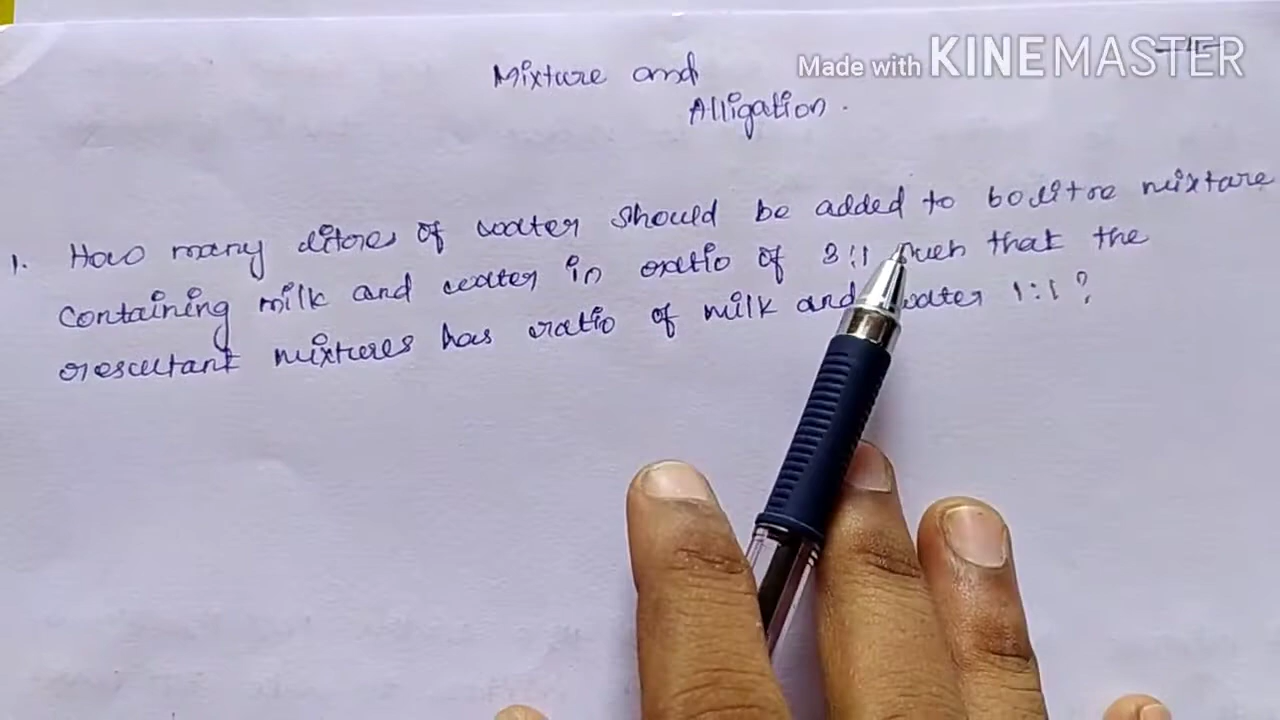 Made with KINEMASTER
Mixture and
Alligation.
1. How many litres of water should be added to 60 litre mixture
containing milk and water in ratio of 3:1 such that the
resultant mixtures has ratio of milk and water 1:1?